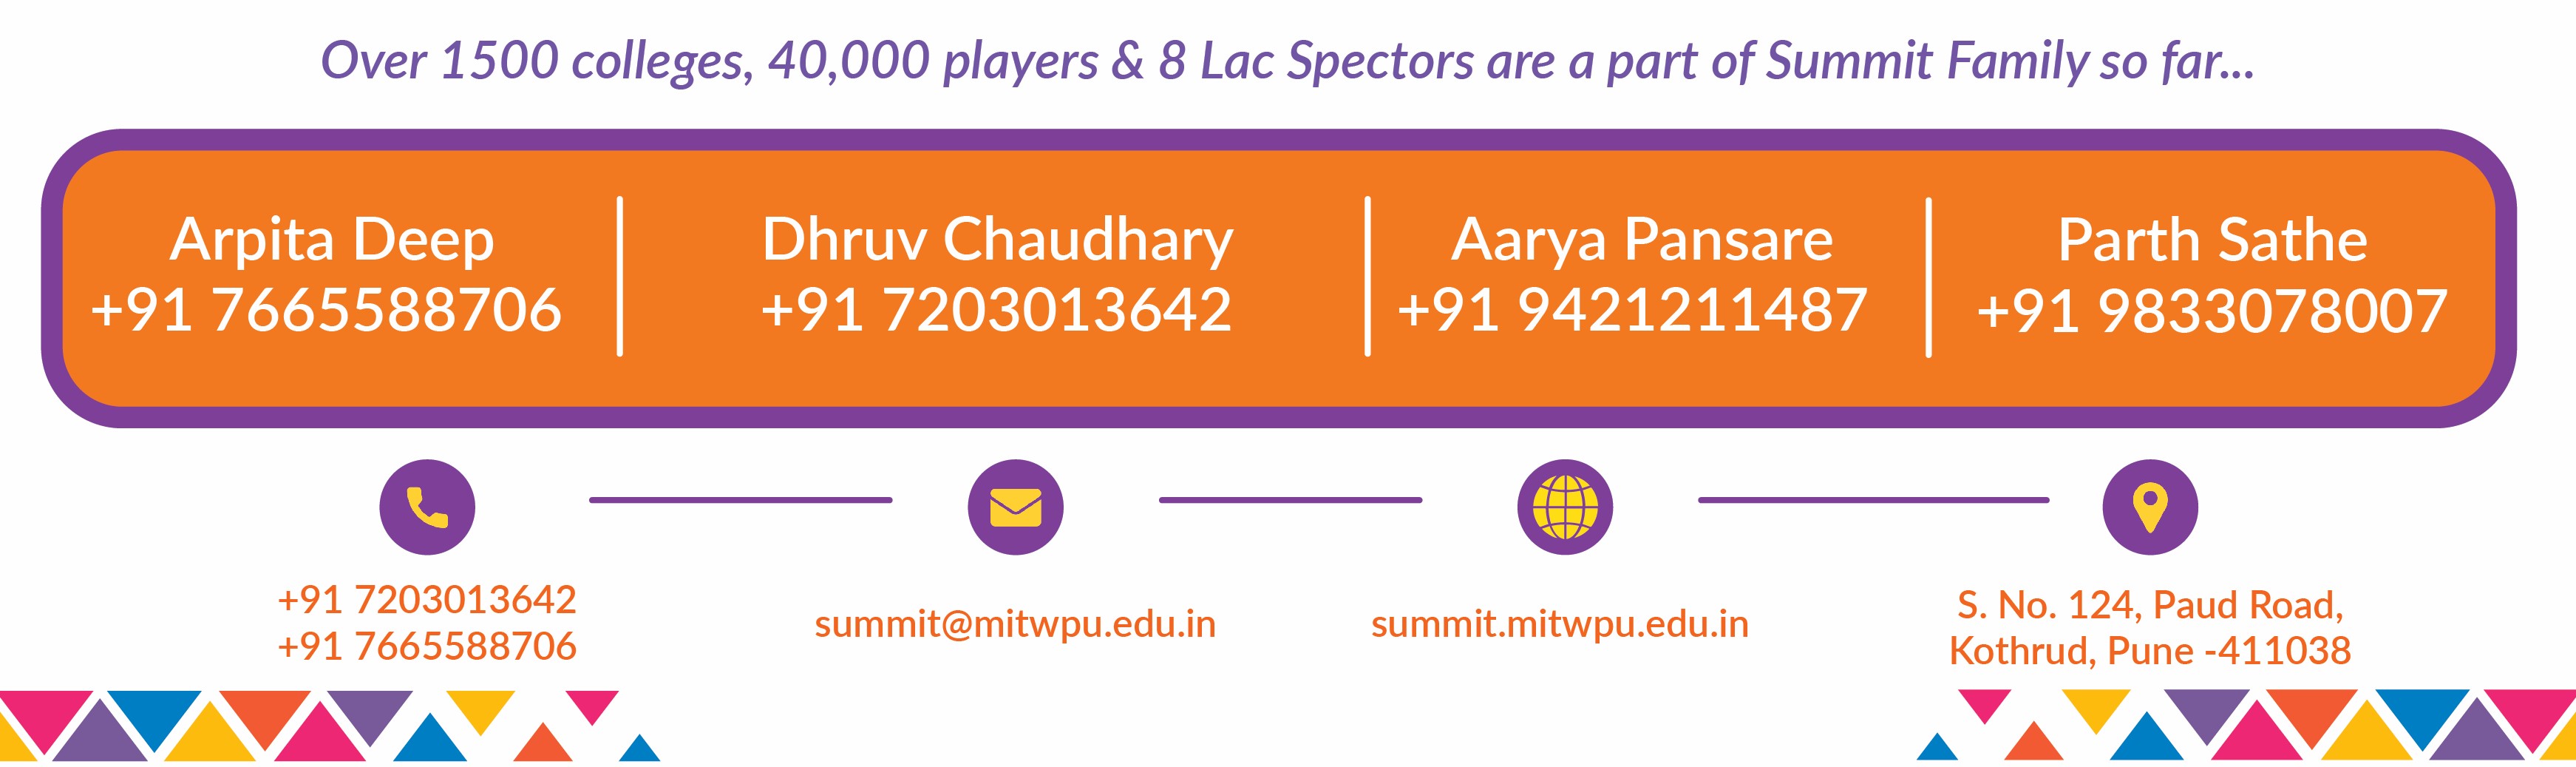 Over 1500 colleges, 40,000 players & 8 Lac Spectors are a part of Summit Family so far...
Arpita Deep
+91 7665588706
Dhruv Chaudhary
+91 7203013642
Aarya Pansare
+91 9421211487
Parth Sathe
+91 9833078007
+91 7203013642
+91 7665588706
summit@mitwpu.edu.in
summit.mitwpu.edu.in
S. No. 124, Paud Road,
Kothrud, Pune -411038